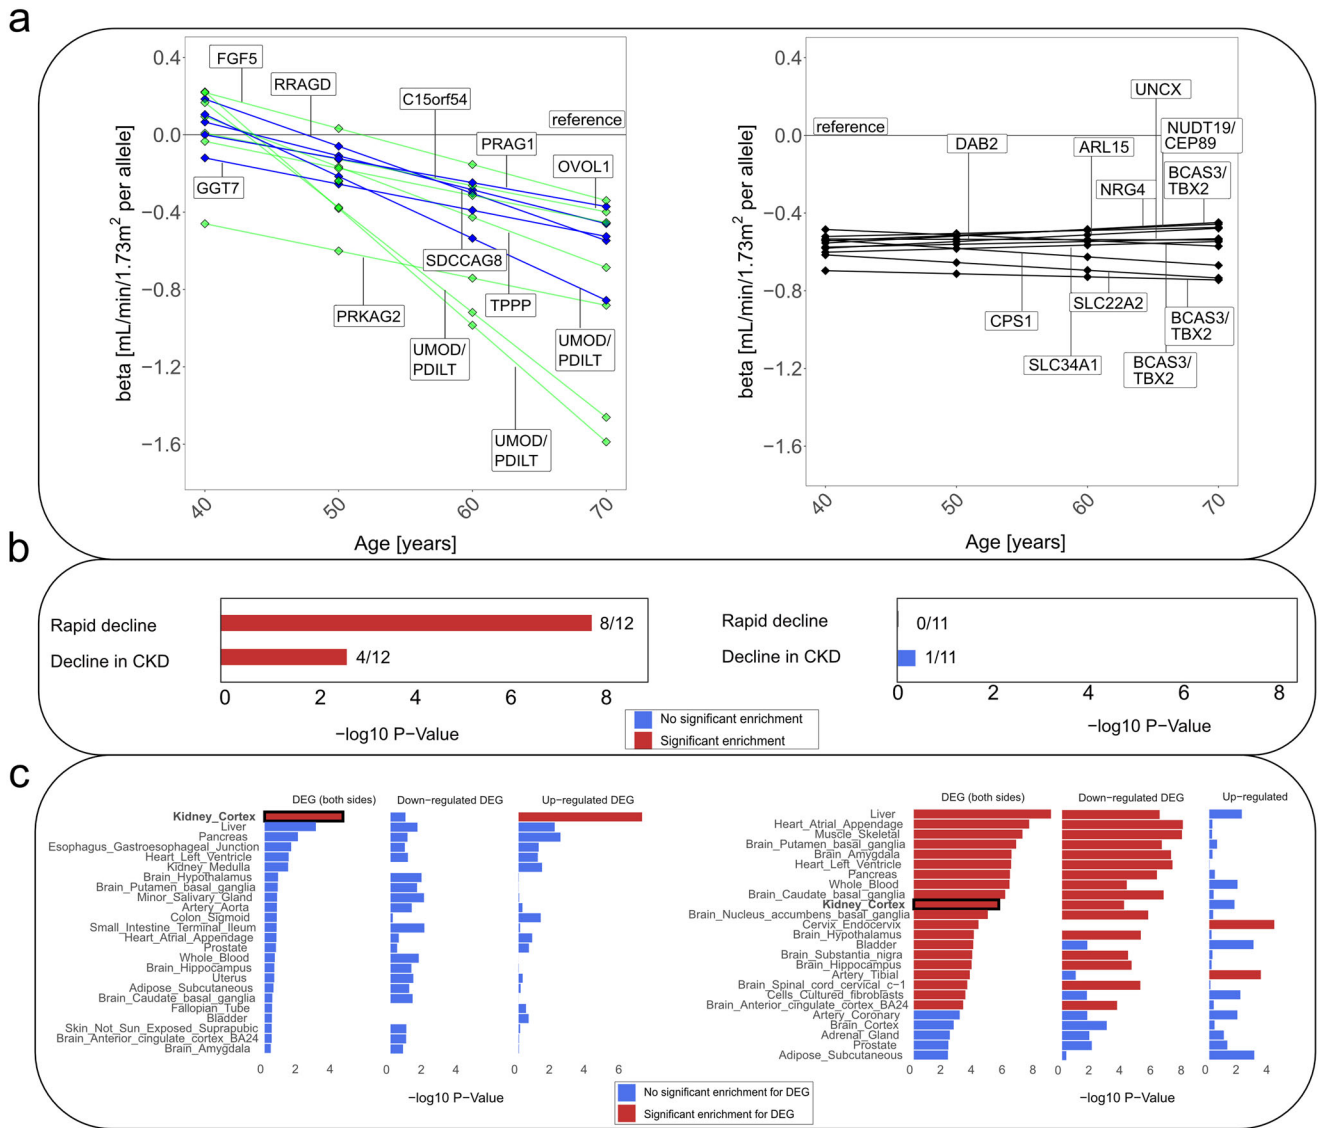 a
0.4
0.0
−0.4
−0.8
−1.2
−1.6
beta [mL/min/1.73m² per allele]
FGF5
RRAGD
C15orf54
reference
PRAG1
OVOL1
GGT7
SDCCAG8
TPPP
PRKAG2
UMOD/
PDILT
UMOD/
PDILT
UMOD/
PDILT
40
50
60
70
Age [years]
0.4
0.0
−0.4
−0.8
−1.2
−1.6
beta [mL/min/1.73m² per allele]
reference
UNCX
DAB2
ARL15
NUDT19/
CEP89
NRG4
BCAS3/
TBX2
CPS1
SLC22A2
SLC34A1
BCAS3/
TBX2
BCAS3/
TBX2
40
50
60
70
Age [years]
b
Rapid decline
8/12
Decline in CKD
4/12
0 2 4 6 8
−log10 P−Value
Rapid decline
0/11
Decline in CKD
1/11
0 2 4 6 8
−log10 P−Value
No significant enrichment
Significant enrichment
c
DEG (both sides)
Down−regulated DEG
Up−regulated DEG
Kidney_Cortex
Liver
Pancreas
Esophagus_Gastroesophageal_Junction
Heart_Left_Ventricle
Kidney_Medulla
Brain_Hypothalamus
Brain_Putamen_basal_ganglia
Minor_Salivary_Gland
Artery_Aorta
Colon_Sigmoid
Small_Intestine_Terminal_Ileum
Heart_Atrial_Appendage
Prostate
Whole_Blood
Brain_Hippocampus
Uterus
Adipose_Subcutaneous
Brain_Caudate_basal_ganglia
Fallopian_Tube
Bladder
Skin_Not_Sun_Exposed_Suprapubic
Brain_Anterior_cingulate_cortex_BA24
Brain_Amygdala
0 2 4
0 2 4
0 2 4 6
−log10 P−Value
DEG (both sides)
Down−regulated DEG
Up−regulated
Liver
Heart_Atrial_Appendage
Muscle_Skeletal
Brain_Putamen_basal_ganglia
Brain_Amygdala
Heart_Left_Ventricle
Pancreas
Whole_Blood
Brain_Caudate_basal_ganglia
Kidney_Cortex
Brain_Nucleus_accumbens_basal_ganglia
Cervix_Endocervix
Brain_Hypothalamus
Bladder
Brain_Substantia_nigra
Brain_Hippocampus
Artery_Tibial
Brain_Spinal_cord_cervical_c−1
Cells_Cultured_fibroblasts
Brain_Anterior_cingulate_cortex_BA24
Artery_Coronary
Brain_Cortex
Adrenal_Gland
Prostate
Adipose_Subcutaneous
0 2 4 6 8
0 2 4 6 8
0 2 4
−log10 P−Value
No significant enrichment for DEG
Significant enrichment for DEG